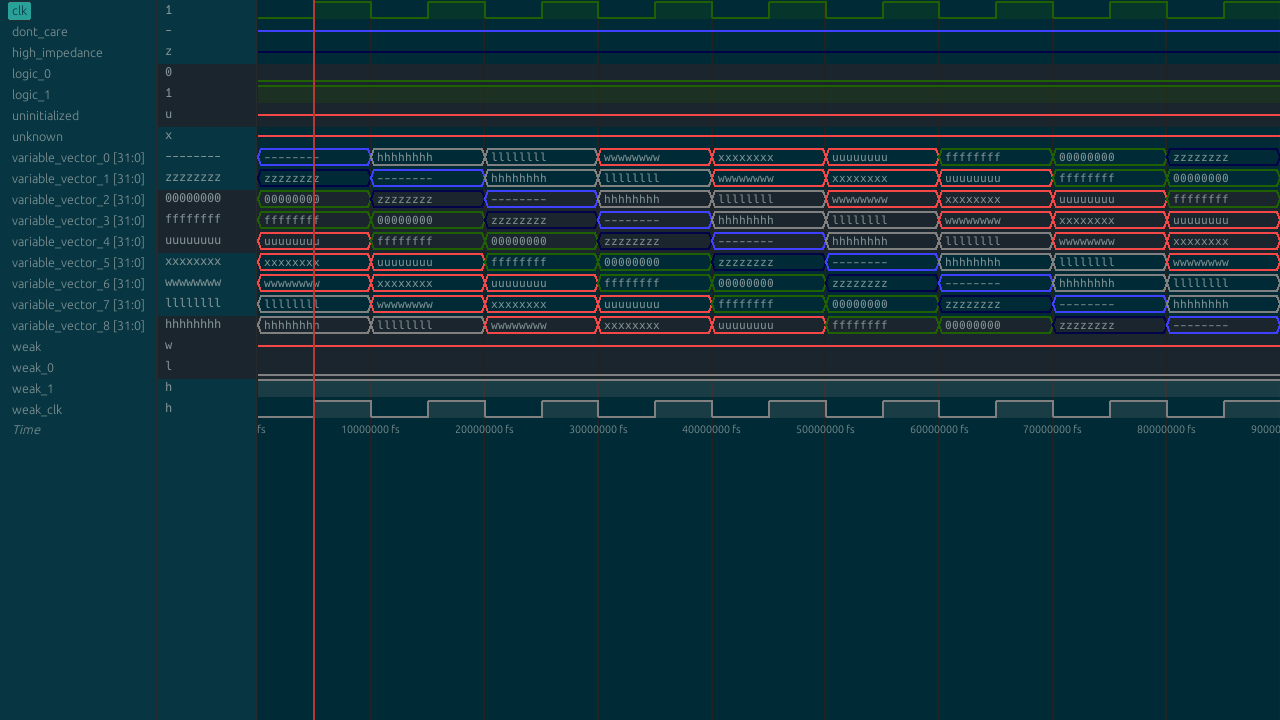 clk 1
dont_care -
high_impedance z
logic_0 0
logic_1 1
uninitialized u
unknown x
variable_vector_0 [31:0] -------- -------- hhhhhhhh llllllll wwwwwwww xxxxxxxx uuuuuuuu ffffffff 00000000 zzzzzzzz
variable_vector_1 [31:0] zzzzzzzz zzzzzzzz -------- hhhhhhhh llllllll wwwwwwww xxxxxxxx uuuuuuuu ffffffff 00000000
variable_vector_2 [31:0] 00000000 00000000 zzzzzzzz -------- hhhhhhhh llllllll wwwwwwww xxxxxxxx uuuuuuuu ffffffff
variable_vector_3 [31:0] ffffffff ffffffff 00000000 zzzzzzzz -------- hhhhhhhh llllllll wwwwwwww xxxxxxxx uuuuuuuu
variable_vector_4 [31:0] uuuuuuuu uuuuuuuu ffffffff 00000000 zzzzzzzz -------- hhhhhhhh llllllll wwwwwwww xxxxxxxx
variable_vector_5 [31:0] xxxxxxxx xxxxxxxx uuuuuuuu ffffffff 00000000 zzzzzzzz -------- hhhhhhhh llllllll wwwwwwww
variable_vector_6 [31:0] wwwwwwww wwwwwwww xxxxxxxx uuuuuuuu ffffffff 00000000 zzzzzzzz -------- hhhhhhhh llllllll
variable_vector_7 [31:0] llllllll llllllll wwwwwwww xxxxxxxx uuuuuuuu ffffffff 00000000 zzzzzzzz -------- hhhhhhhh
variable_vector_8 [31:0] hhhhhhhh hhhhhhhh llllllll wwwwwwww xxxxxxxx uuuuuuuu ffffffff 00000000 zzzzzzzz --------
weak w
weak_0 l
weak_1 h
weak_clk h
Time fs 10000000 fs 20000000 fs 30000000 fs 40000000 fs 50000000 fs 60000000 fs 70000000 fs 80000000 fs 90000